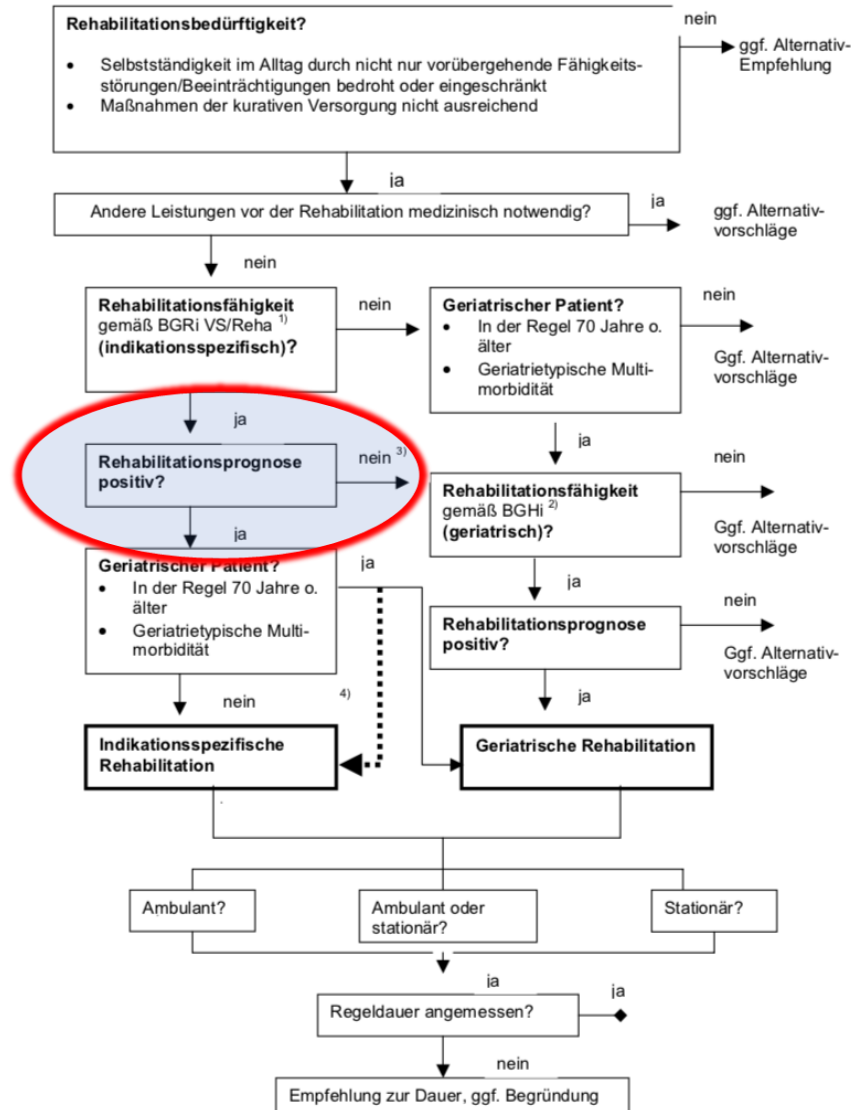 Rehabilitationsbedürftigkeit?
• Selbstständigkeit im Alltag durch nicht nur vorübergehende Fähigkeits-
störungen/Beeinträchtigungen bedroht oder eingeschränkt
• Maßnahmen der kurativen Versorgung nicht ausreichend
nein
ggf. Alternativ-
Empfehlung
ja
Andere Leistungen vor der Rehabilitation medizinisch notwendig?
ja
ggf. Alternativ-
vorschläge
nein
Rehabilitationsfähigkeit
gemäß BGRi VS/Reha 1)
(indikationsspezifisch)?
nein
Geriatrischer Patient?
• In der Regel 70 Jahre o.
älter
• Geriatrietypische Multi-
morbidität
nein
Ggf. Alternativ-
vorschläge
ja
ja
Rehabilitationsprognose
positiv?
nein 3)
Rehabilitationsfähigkeit
gemäß BGHi 2)
(geriatrisch)?
nein
Ggf. Alternativ-
vorschläge
ja
ja
Geriatrischer Patient?
• In der Regel 70 Jahre o.
älter
• Geriatrietypische Multi-
morbidität
ja
Rehabilitationsprognose
positiv?
nein
Ggf. Alternativ-
vorschläge
nein
4)
ja
Indikationsspezifische
Rehabilitation
Geriatrische Rehabilitation
Ambulant?
Ambulant oder
stationär?
Stationär?
ja
Regeldauer angemessen?
ja
nein
Empfehlung zur Dauer, ggf. Begründung